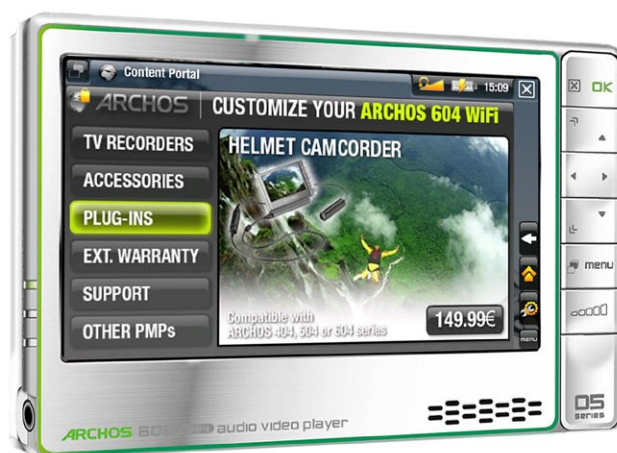 Content Portal
15:09
ARCHOS
CUSTOMIZE YOUR ARCHOS 604 WiFi
TV RECORDERS
ACCESSORIES
PLUG-INS
EXT. WARRANTY
SUPPORT
OTHER PMPs
HELMET CAMCORDER
Compatible with
ARCHOS 404, 504 or 604 series
149.99€
menu
OK
menu
05
series
ARCHOS audio video player